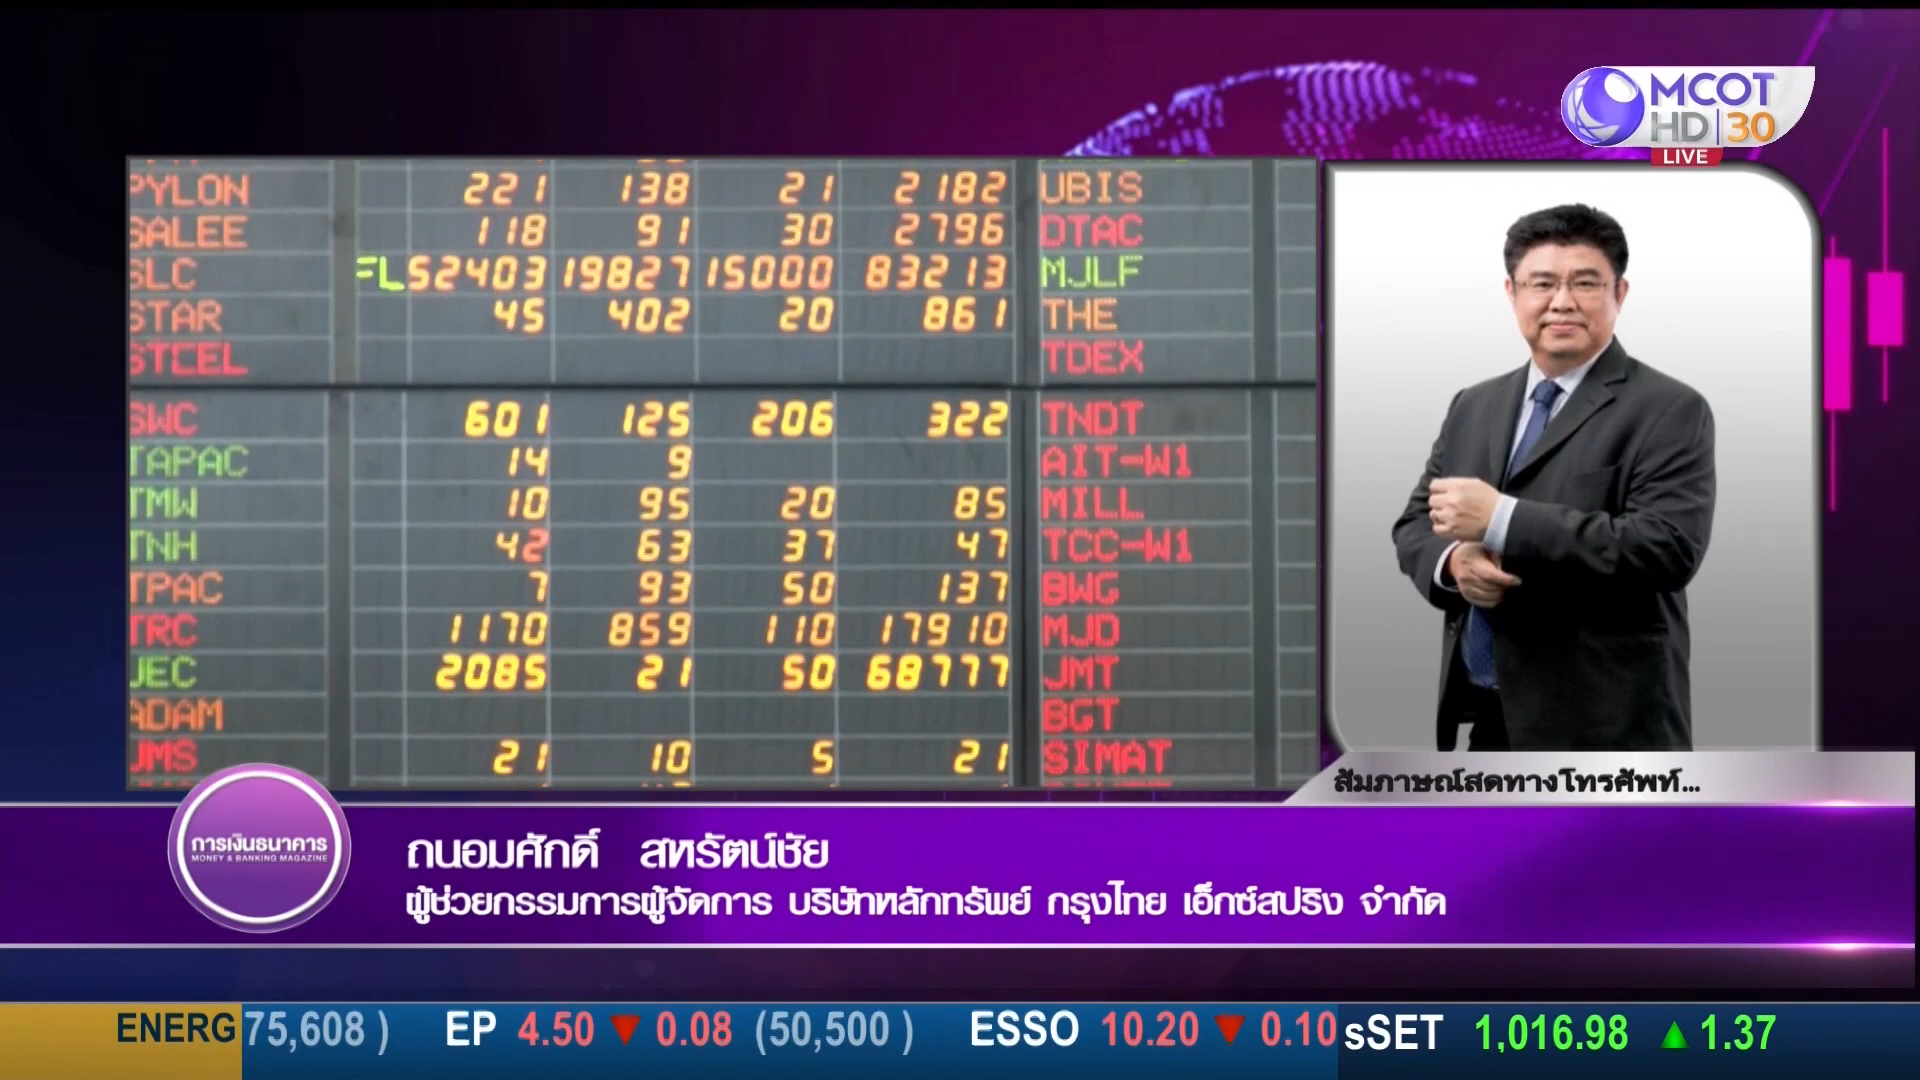 MCOT
HD 30
LIVE
PYLON 221 138 21 2182 UBIS
SALEE 118 91 30 2796 DTAC
SLC FL52403 19827 15000 83213 MJLF
STAR 45 402 20 861 THE
STCEL TDEX
SWC 601 125 206 322 TNDT
TAPAC 14 9 AIT-W1
TMW 10 95 20 85 MILL
TNH 42 63 37 47 TCC-W1
TPAC 7 93 50 137 BWG
TRC 1170 859 110 17910 MJD
UEC 2085 21 50 68777 JMT
ADAM BGT
UMS 21 10 5 21 SIMAT
สัมภาษณ์สดทางโทรศัพท์...
การเงินธนาคาร
MONEY & BANKING MAGAZINE
ถนอมศักดิ์ สหรัตน์ชัย
ผู้ช่วยกรรมการผู้จัดการ บริษัทหลักทรัพย์ กรุงไทย เอ็กซ์สปริง จำกัด
ENERG 75,608 ) EP 4.50 ▼ 0.08 (50,500 ) ESSO 10.20 ▼ 0.10 sSET 1,016.98 ▲ 1.37